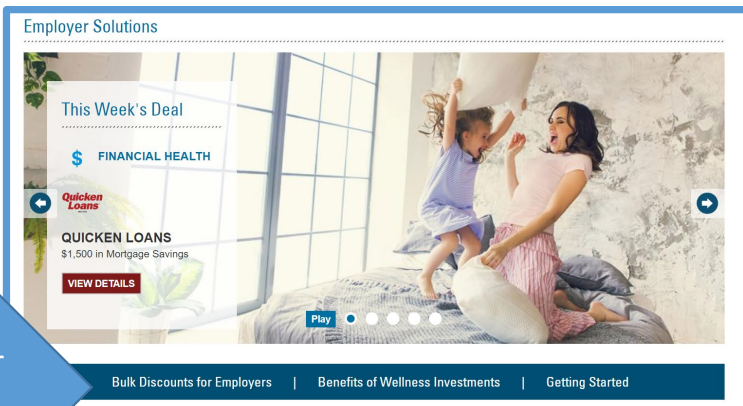 Employer Solutions
This Week's Deal
$ FINANCIAL HEALTH
Quicken
Loans
QUICKEN LOANS
$1,500 in Mortgage Savings
VIEW DETAILS
Play
Bulk Discounts for Employers | Benefits of Wellness Investments | Getting Started